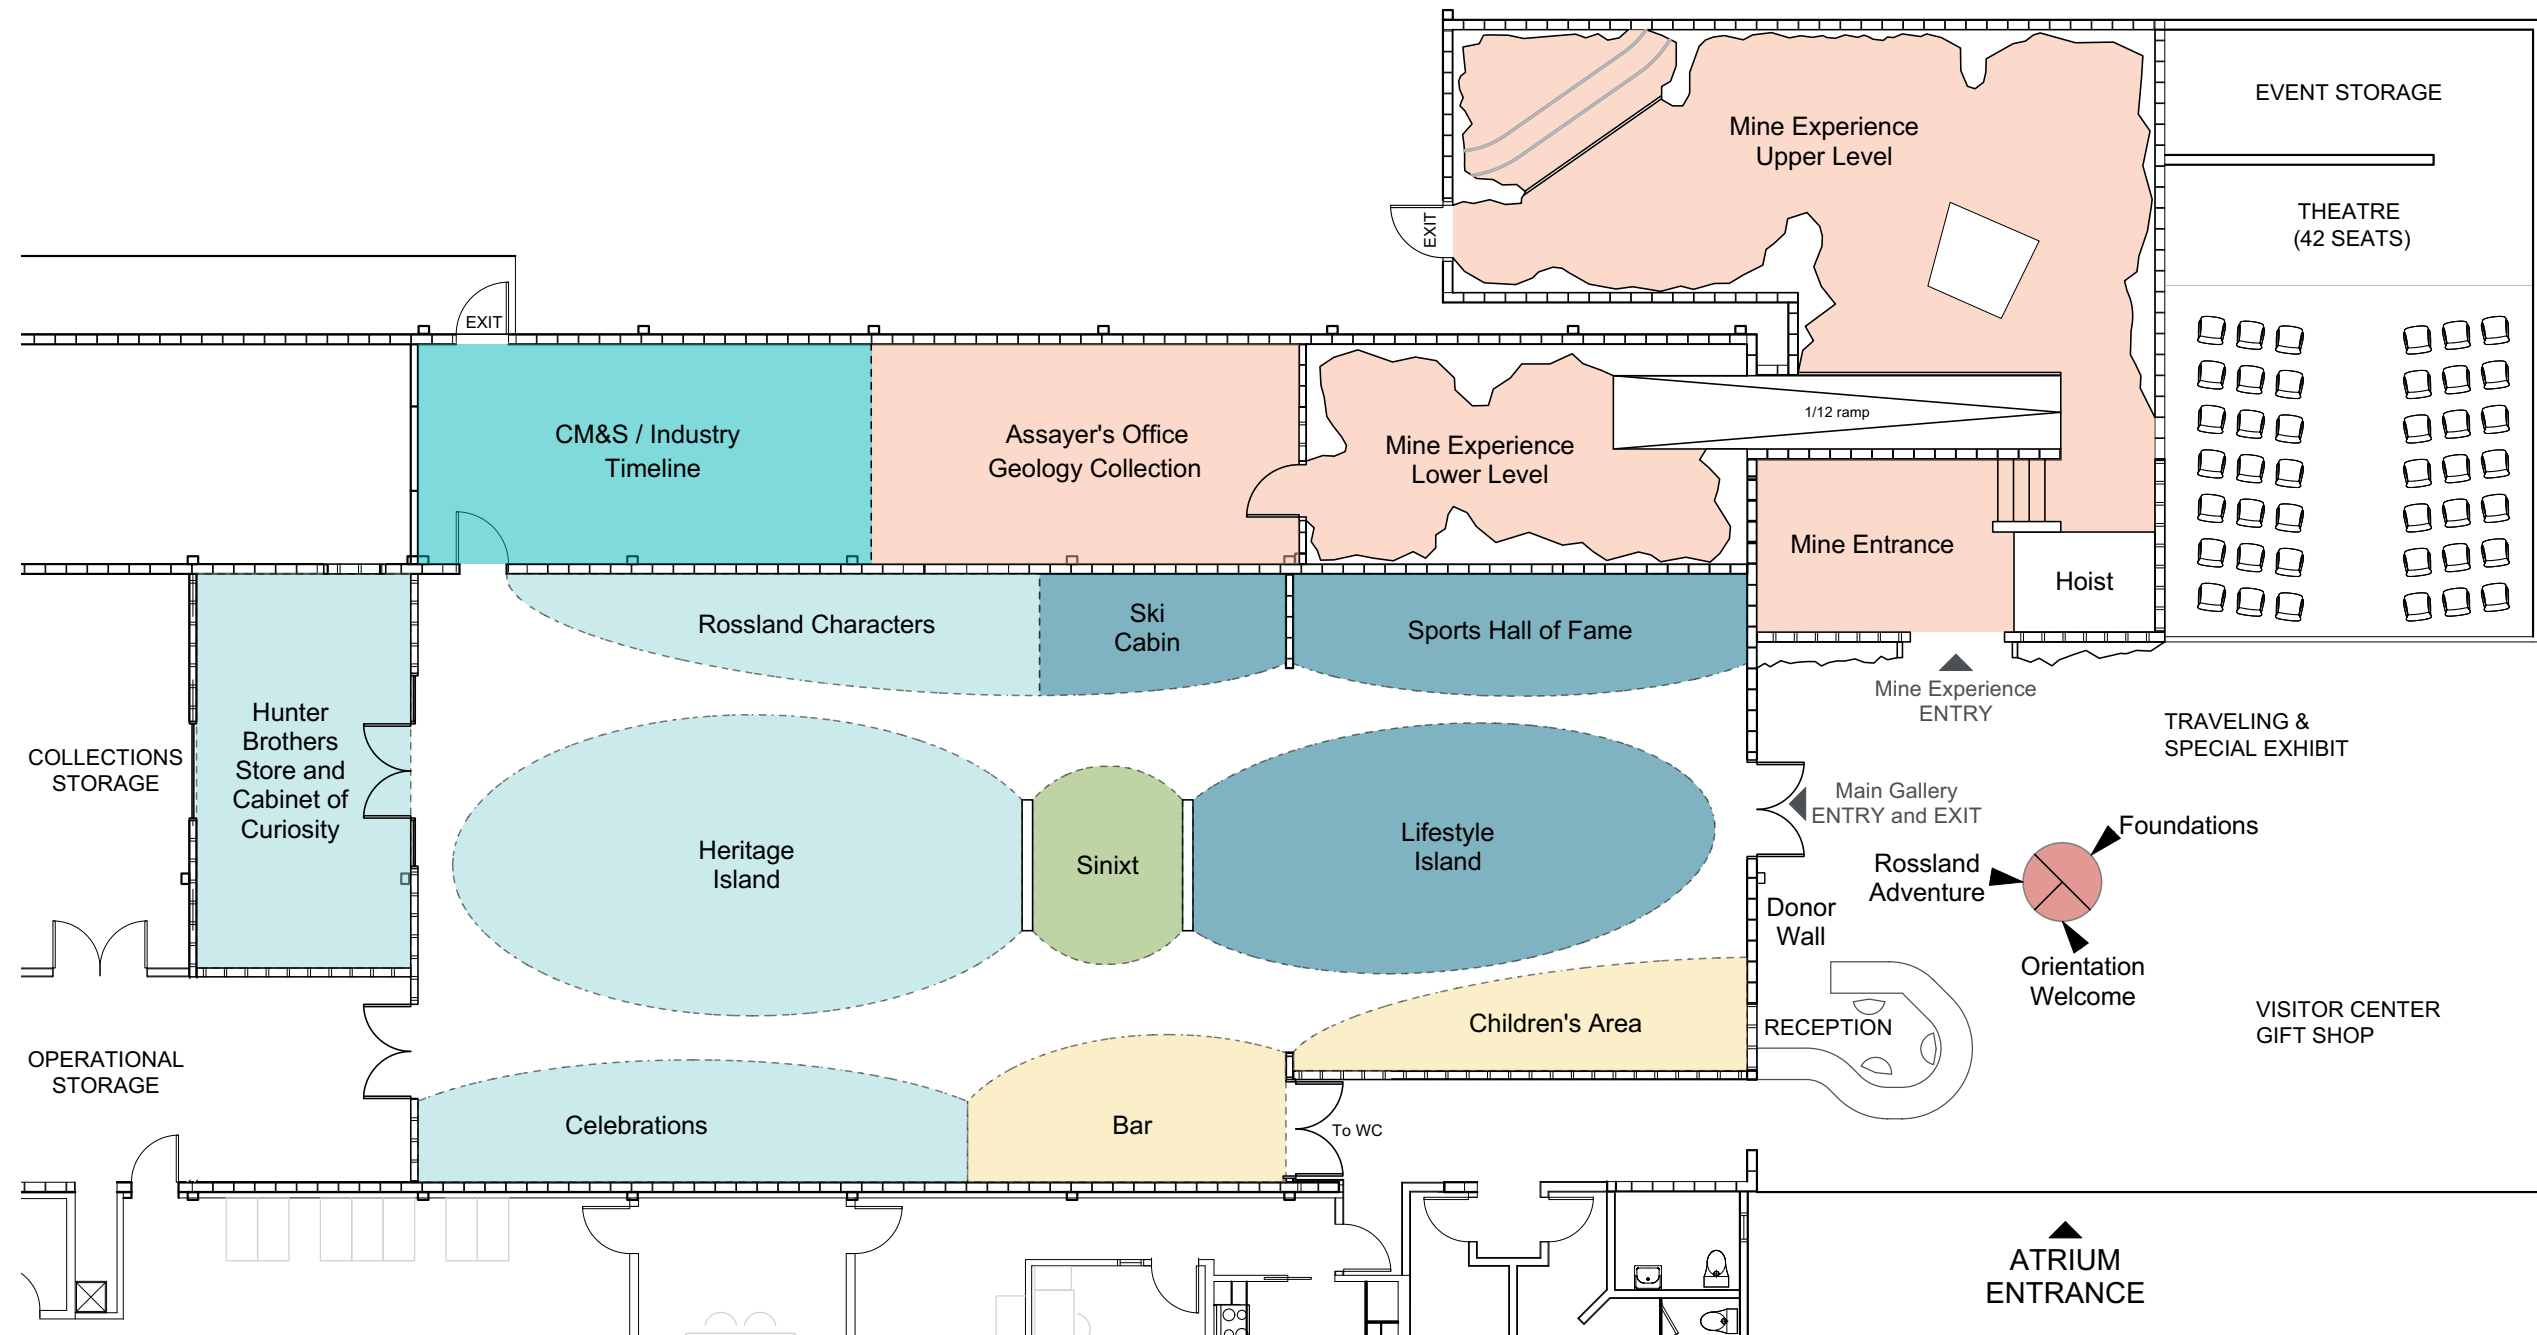 EVENT STORAGE
Mine Experience
Upper Level
THEATRE
(42 SEATS)
EXIT
EXIT
1/12 ramp
CM&S / Industry
Timeline
Assayer's Office
Geology Collection
Mine Experience
Lower Level
Mine Entrance
Hoist
Rossland Characters
Ski
Cabin
Sports Hall of Fame
Mine Experience
ENTRY
Hunter
Brothers
Store and
Cabinet of
Curiosity
COLLECTIONS
STORAGE
TRAVELING &
SPECIAL EXHIBIT
Main Gallery
ENTRY and EXIT
Foundations
Rossland
Adventure
Heritage
Island
Sinixt
Lifestyle
Island
Donor
Wall
Orientation
Welcome
Children's Area
RECEPTION
VISITOR CENTER
GIFT SHOP
OPERATIONAL
STORAGE
Celebrations
Bar
To WC
ATRIUM
ENTRANCE